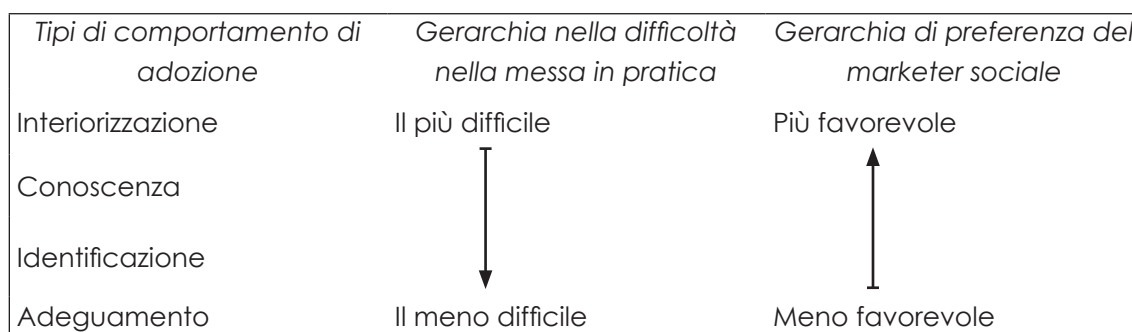 Tipi di comportamento di Gerarchia nella difficoltà Gerarchia di preferenza del
adozione nella messa in pratica marketer sociale
Interiorizzazione Il più difficile Più favorevole
Conoscenza
Identificazione
Adeguamento Il meno difficile Meno favorevole